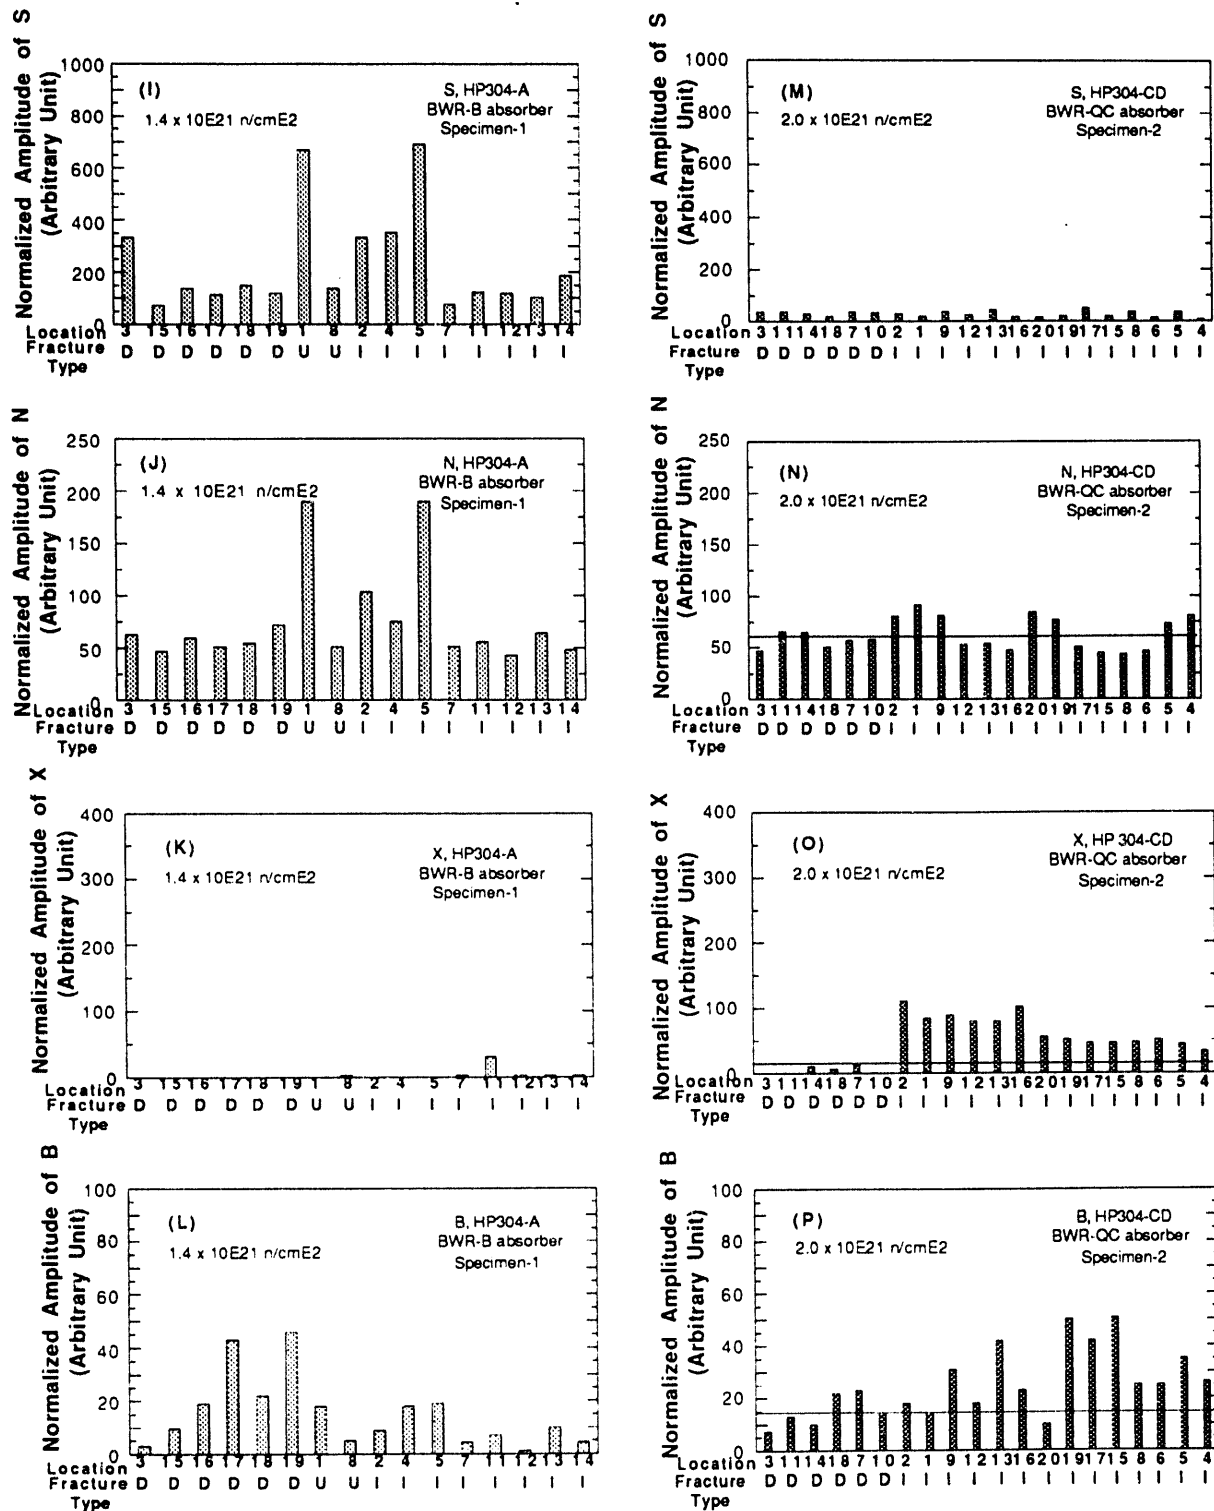 Normalized Amplitude of S
(Arbitrary Unit)
1000
800
600
400
200
0
(I)
1.4 x 10E21 n/cmE2
S, HP304-A
BWR-B absorber
Specimen-1
Location 3 15 16 17 18 19 1 8 2 4 5 7 11 12 13 14
Fracture D D D D D D U U I I I I I I I I
Type
Normalized Amplitude of S
(Arbitrary Unit)
1000
800
600
400
200
0
(M)
2.0 x 10E21 n/cmE2
S, HP304-CD
BWR-QC absorber
Specimen-2
Location 3 11 14 18 7 10 2 1 9 12 13 16 20 19 17 15 8 6 5 4
Fracture D D D D D D I I I I I I I I I I I I I I
Type
Normalized Amplitude of N
(Arbitrary Unit)
250
200
150
100
50
0
(J)
1.4 x 10E21 n/cmE2
N, HP304-A
BWR-B absorber
Specimen-1
Location 3 15 16 17 18 19 1 8 2 4 5 7 11 12 13 14
Fracture D D D D D D U U I I I I I I I I
Type
Normalized Amplitude of N
(Arbitrary Unit)
250
200
150
100
50
0
(N)
2.0 x 10E21 n/cmE2
N, HP304-CD
BWR-QC absorber
Specimen-2
Location 3 11 14 18 7 10 2 1 9 12 13 16 20 19 17 15 8 6 5 4
Fracture D D D D D D I I I I I I I I I I I I I I
Type
Normalized Amplitude of X
(Arbitrary Unit)
400
300
200
100
0
(K)
1.4 x 10E21 n/cmE2
X, HP304-A
BWR-B absorber
Specimen-1
Location 3 15 16 17 18 19 1 8 2 4 5 7 11 12 13 14
Fracture D D D D D D U U I I I I I I I I
Type
Normalized Amplitude of X
(Arbitrary Unit)
400
300
200
100
0
(O)
2.0 x 10E21 n/cmE2
X, HP 304-CD
BWR-QC absorber
Specimen-2
Location 3 11 14 18 7 10 2 1 9 12 13 16 20 19 17 15 8 6 5 4
Fracture D D D D D D I I I I I I I I I I I I I I
Type
Normalized Amplitude of B
(Arbitrary Unit)
100
80
60
40
20
0
(L)
1.4 x 10E21 n/cmE2
B, HP304-A
BWR-B absorber
Specimen-1
Location 3 15 16 17 18 19 1 8 2 4 5 7 11 12 13 14
Fracture D D D D D D U U I I I I I I I I
Type
Normalized Amplitude of B
(Arbitrary Unit)
100
80
60
40
20
0
(P)
2.0 x 10E21 n/cmE2
B, HP304-CD
BWR-QC absorber
Specimen-2
Location 3 11 14 18 7 10 2 1 9 12 13 16 20 19 17 15 8 6 5 4
Fracture D D D D D D I I I I I I I I I I I I I I
Type